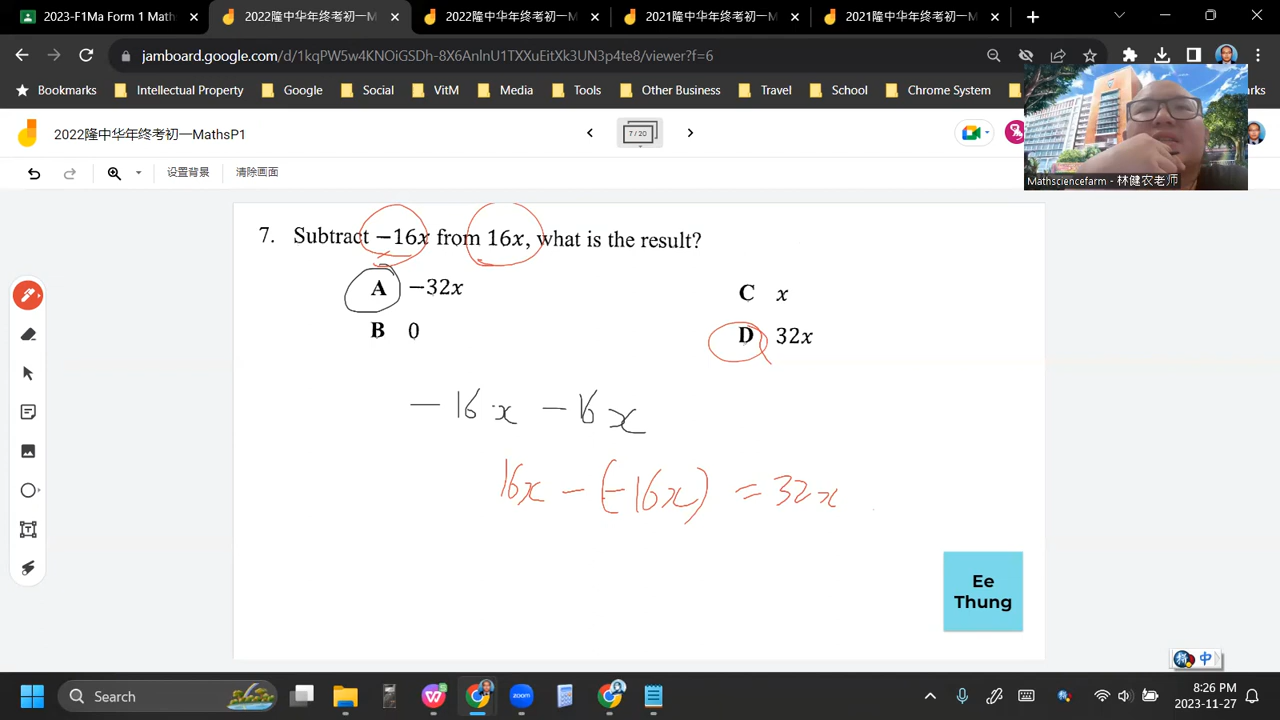 2023-F1Ma Form 1 Math
2022隆中华年终考初一M
2022隆中华年终考初一—M
2021隆中华年终考初一—M
2021隆中华年终考初一—M
jamboard.google.com/d/1kqPW5w4KNOiGSDh-8X6AnlnU1TXXuEitXk3UN3p4te8/viewer?f=6
Bookmarks Intellectual Property Google Social VitM Media Tools Other Business Travel School Chrome System
2022隆中华年终考初一MathsP1
7 / 20
设置背景 清除画面
Mathsciencefarm - 林健农老师
7. Subtract −16x from 16x, what is the result?
A −32x
C x
B 0
D 32x
− 16x − 16x
16x − (−16x) = 32x
Ee
Thung
中
Search
8:26 PM
2023-11-27